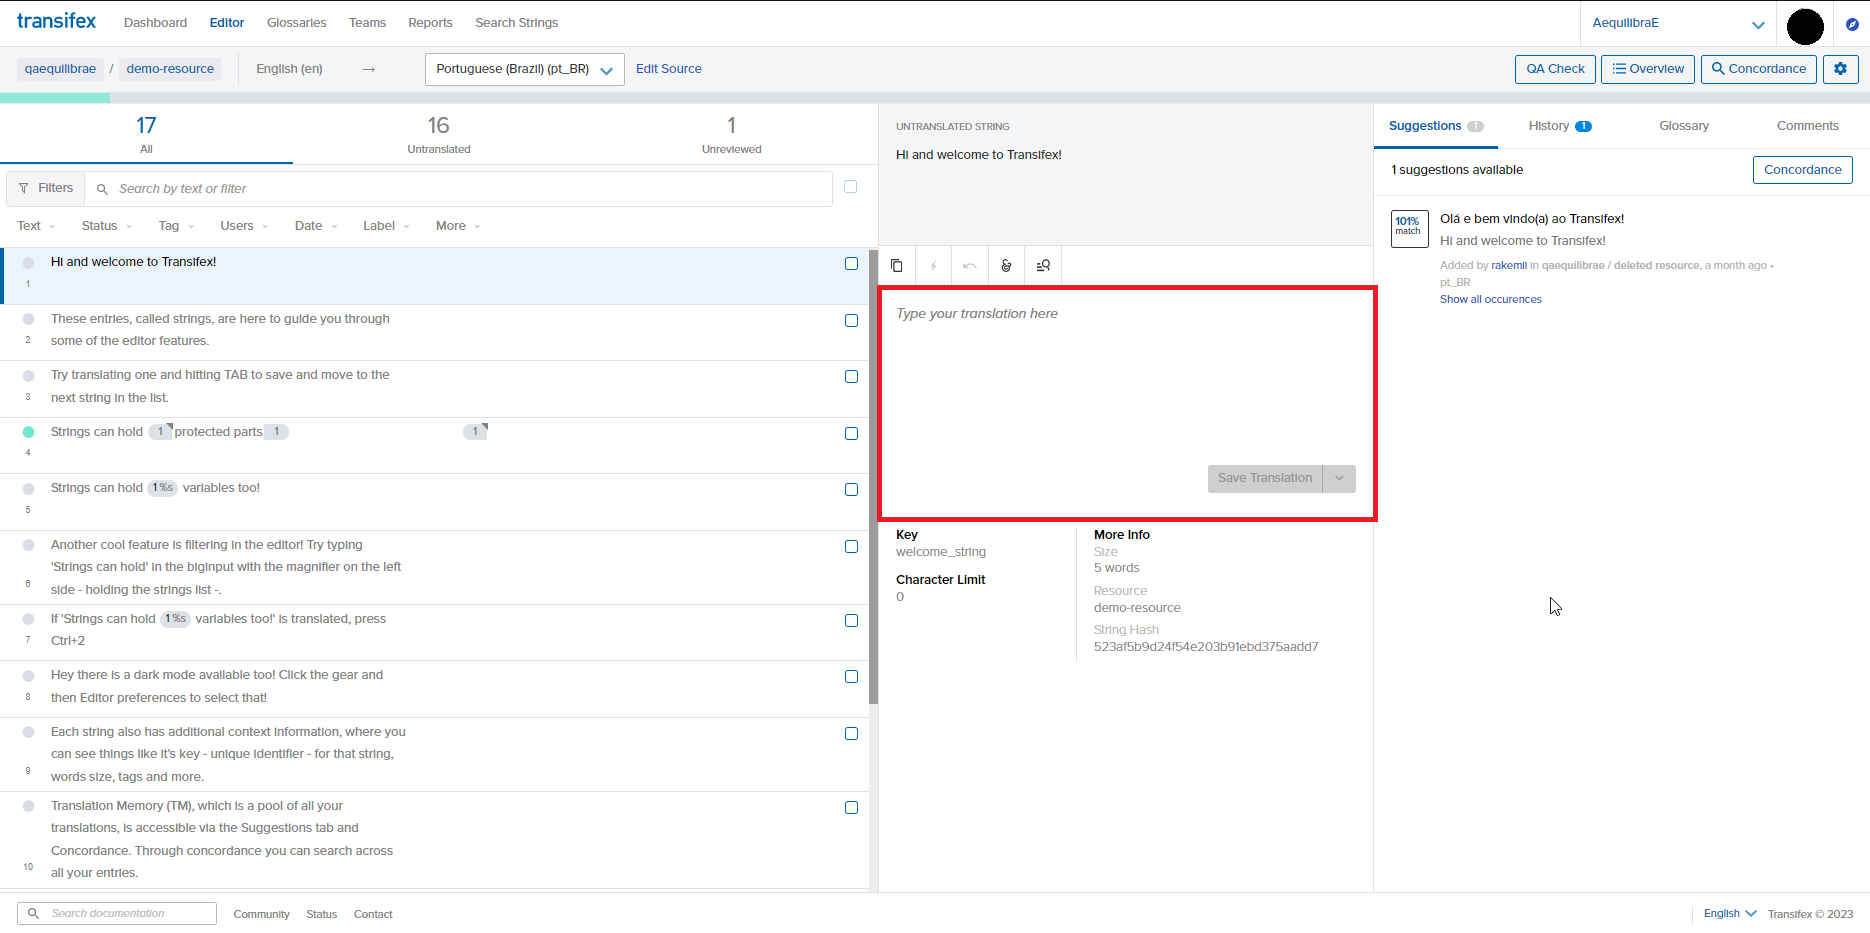 transifex Dashboard Editor Glossaries Teams Reports Search Strings AequilibraE
qaequilibrae / demo-resource English (en) → Portuguese (Brazil) (pt_BR) Edit Source QA Check Overview Concordance
17
All
16
Untranslated
1
Unreviewed
Filters Search by text or filter
Text Status Tag Users Date Label More
Hi and welcome to Transifex!
1
These entries, called strings, are here to guide you through
some of the editor features.
2
Try translating one and hitting TAB to save and move to the
next string in the list.
3
Strings can hold 1 protected parts 1 1
4
Strings can hold 1 %s variables too!
5
Another cool feature is filtering in the editor! Try typing
'Strings can hold' in the biginput with the magnifier on the left
side - holding the strings list -.
6
If 'Strings can hold 1 %s variables too!' is translated, press
Ctrl+2
7
Hey there is a dark mode available too! Click the gear and
then Editor preferences to select that!
8
Each string also has additional context information, where you
can see things like it's key - unique identifier - for that string,
words size, tags and more.
9
Translation Memory (TM), which is a pool of all your
translations, is accessible via the Suggestions tab and
Concordance. Through concordance you can search across
all your entries.
10
UNTRANSLATED STRING
Hi and welcome to Transifex!
Type your translation here
Save Translation
Key
welcome_string
Character Limit
0
More Info
Size
5 words
Resource
demo-resource
String Hash
523af5b9d24f54e203b91ebd375aadd7
Suggestions 1 History 1 Glossary Comments
1 suggestions available Concordance
101%
match
Olá e bem vindo(a) ao Transifex!
Hi and welcome to Transifex!
Added by rakemll in qaequilibrae / deleted resource, a month ago •
pt_BR
Show all occurences
Search documentation Community Status Contact English Transifex © 2023